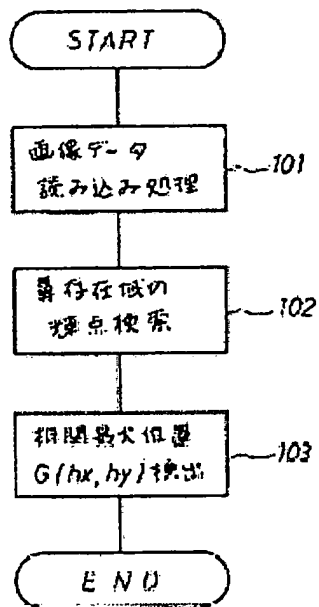 START
画像データ
読み込み処理
101
存在域の
輝点検索
102
相関最大位置
G(hx,hy)検出
103
END